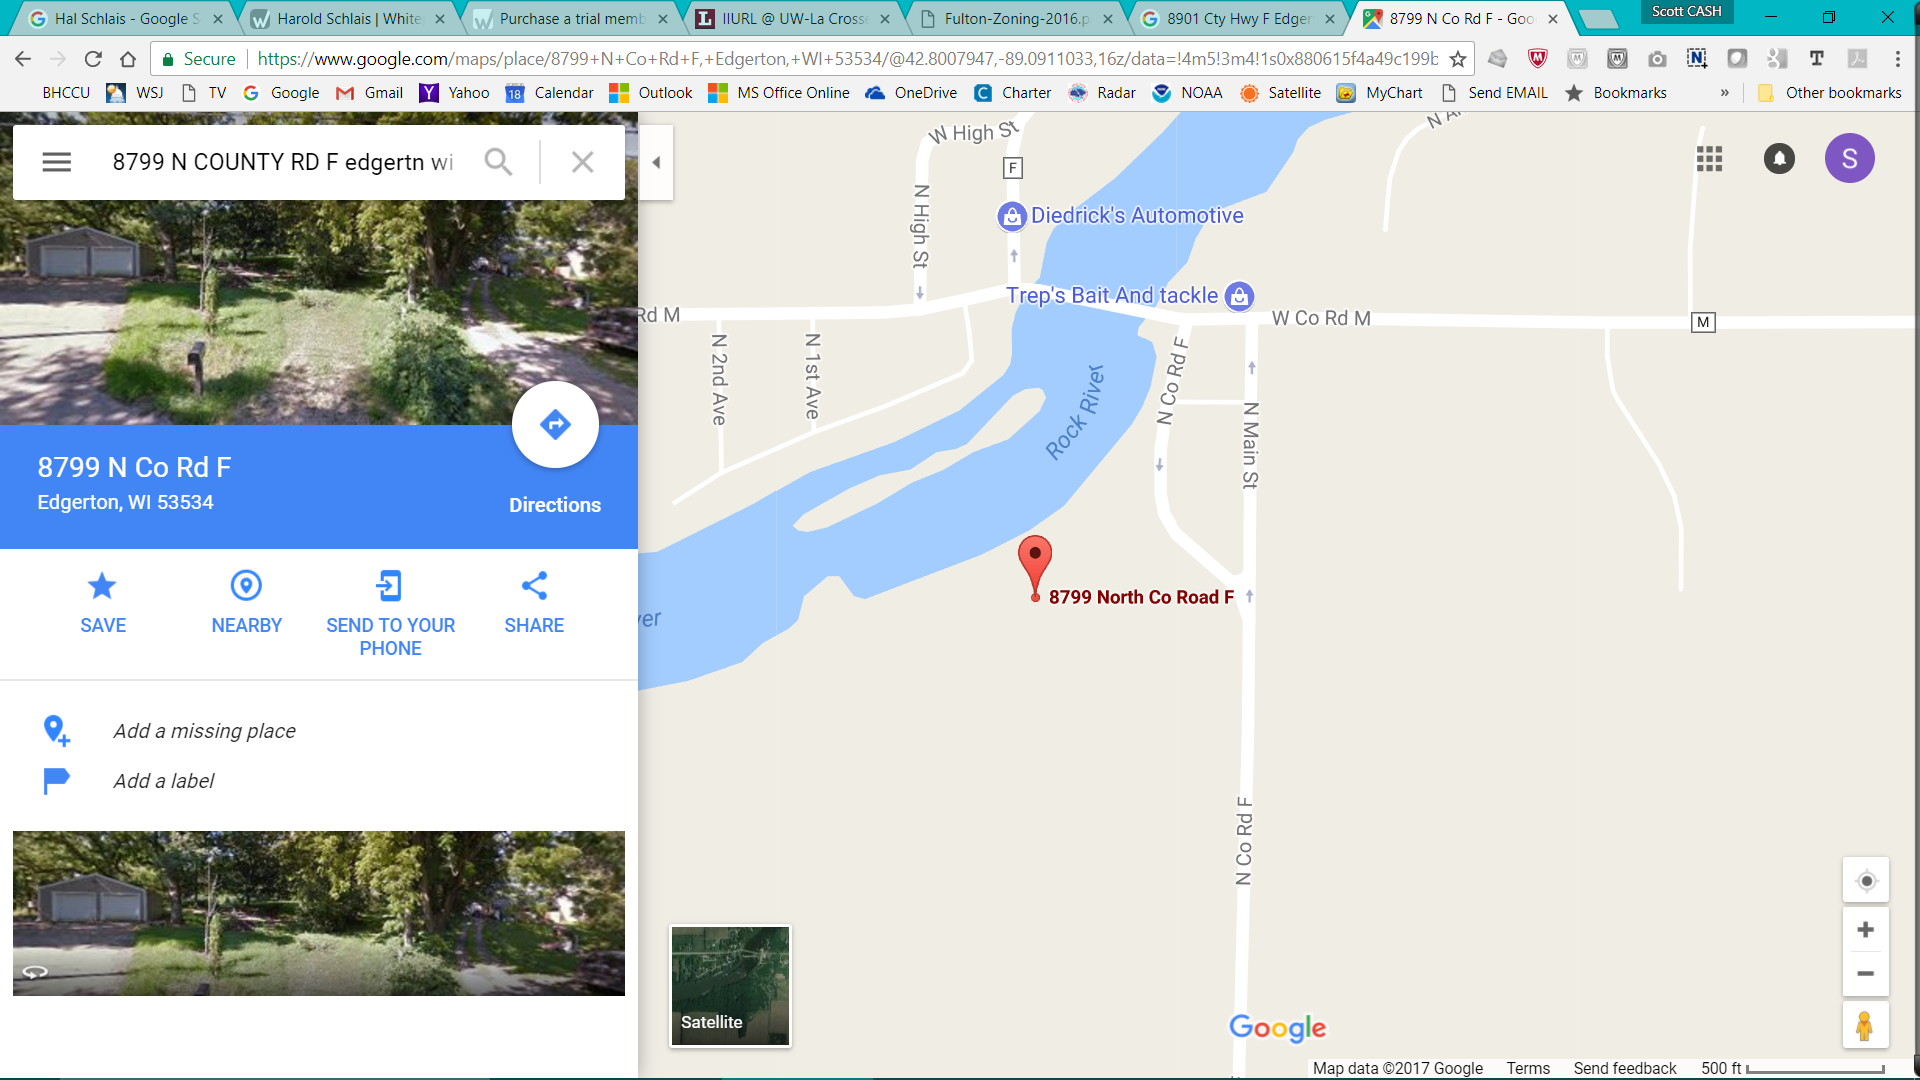 Scott CASH
Hal Schlais - Google S
Harold Schlais | White
Purchase a trial memb
IIURL @ UW-La Cross
Fulton-Zoning-2016.p
8901 Cty Hwy F Edger
8799 N Co Rd F - Goo
Secure
https://www.google.com/maps/place/8799+N+Co+Rd+F,+Edgerton,+WI+53534/@42.8007947,-89.0911033,16z/data=!4m5!3m4!1s0x880615f4a49c199b
BHCCU WSJ TV Google Gmail Yahoo Calendar Outlook MS Office Online OneDrive Charter Radar NOAA Satellite MyChart Send EMAIL Bookmarks » Other bookmarks
8799 N COUNTY RD F edgertn wi
S
8799 N Co Rd F
Edgerton, WI 53534
Directions
SAVE
NEARBY
SEND TO YOUR
PHONE
SHARE
Add a missing place
Add a label
W High St
F
N High St
Diedrick's Automotive
Trep's Bait And tackle
Rd M
W Co Rd M
M
N 2nd Ave
N 1st Ave
Rock River
N Co Rd F
N Main St
8799 North Co Road F
ver
N Co Rd F
Satellite
Google
Map data ©2017 Google Terms Send feedback 500 ft